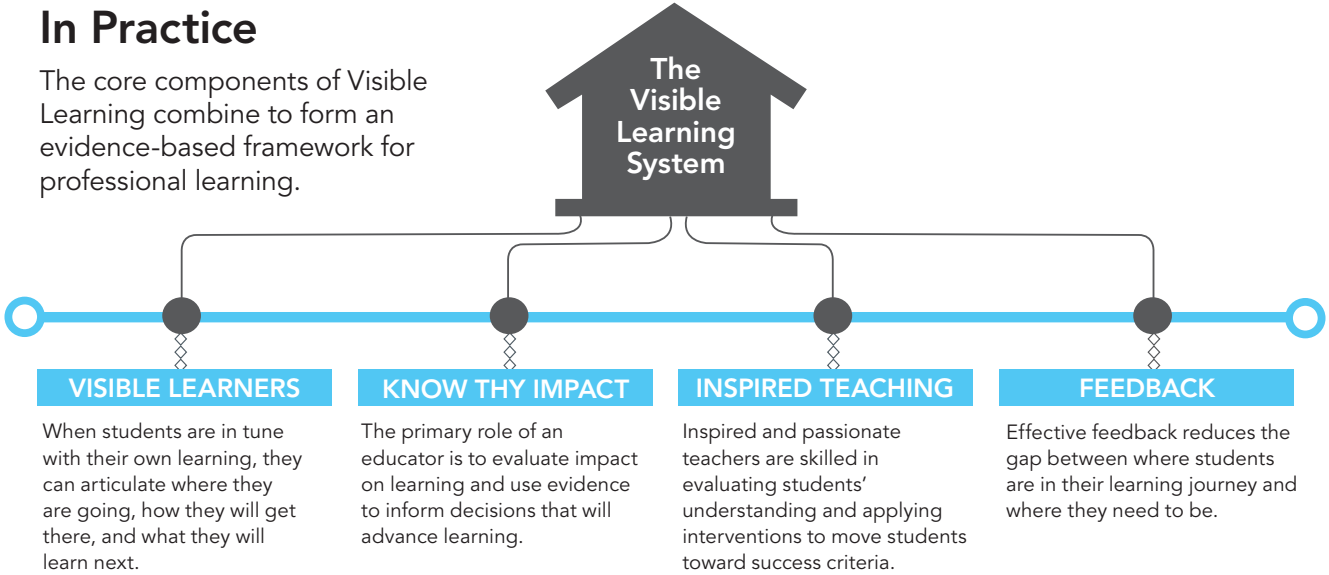 In Practice
The core components of Visible
Learning combine to form an
evidence-based framework for
professional learning.
The
Visible
Learning
System
VISIBLE LEARNERS
When students are in tune
with their own learning, they
can articulate where they
are going, how they will get
there, and what they will
learn next.
KNOW THY IMPACT
The primary role of an
educator is to evaluate impact
on learning and use evidence
to inform decisions that will
advance learning.
INSPIRED TEACHING
Inspired and passionate
teachers are skilled in
evaluating students’
understanding and applying
interventions to move students
toward success criteria.
FEEDBACK
Effective feedback reduces the
gap between where students
are in their learning journey and
where they need to be.